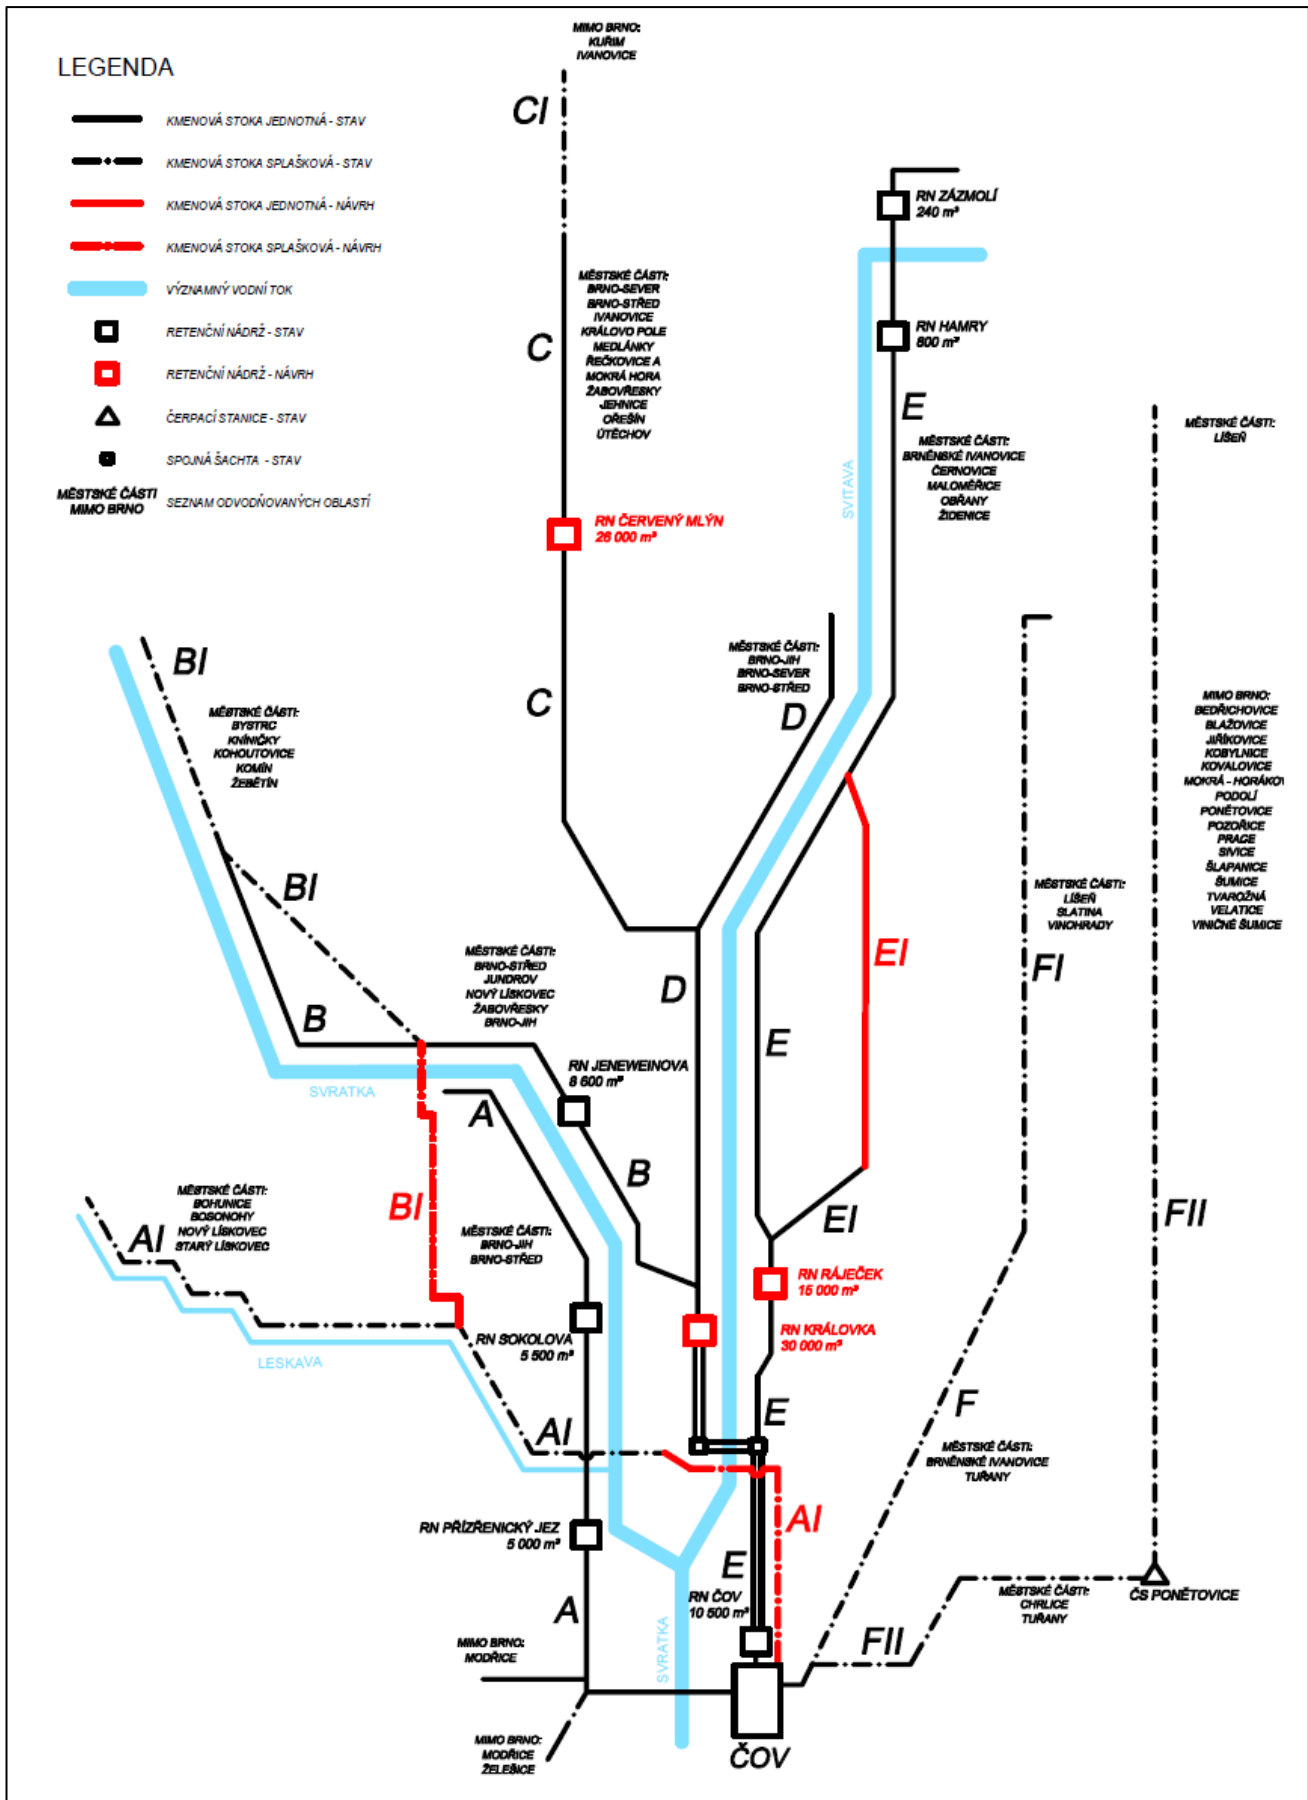 LEGENDA
KMENOVÁ STOKA JEDNOTNÁ - STAV
KMENOVÁ STOKA SPLAŠKOVÁ - STAV
KMENOVÁ STOKA JEDNOTNÁ - NÁVRH
KMENOVÁ STOKA SPLAŠKOVÁ - NÁVRH
VÝZNAMNÝ VODNÍ TOK
RETENČNÍ NÁDRŽ - STAV
RETENČNÍ NÁDRŽ - NÁVRH
ČERPACÍ STANICE - STAV
SPOJNÁ ŠACHTA - STAV
MĚSTSKÉ ČÁSTI
MIMO BRNO
SEZNAM ODVODŇOVANÝCH OBLASTÍ
MIMO BRNO:
KUŘIM
IVANOVICE
CI
MĚSTSKÉ ČÁSTI:
BRNO-SEVER
BRNO-STŘED
IVANOVICE
KRÁLOVO POLE
MEDLÁNKY
ŘEČKOVICE A
MOKRÁ HORA
ŽABOVŘESKY
JEHNICE
OŘEŠÍN
ÚTĚCHOV
C
RN ČERVENÝ MLÝN
26 000 m³
C
RN ZÁZMOLÍ
240 m³
RN HAMRY
800 m³
E
SVITAVA
MĚSTSKÉ ČÁSTI:
BRNĚNSKÉ IVANOVICE
ČERNOVICE
MALOMĚŘICE
OBŘANY
ŽIDENICE
MĚSTSKÉ ČÁSTI:
LÍŠEŇ
MĚSTSKÉ ČÁSTI:
BRNO-JIH
BRNO-SEVER
BRNO-STŘED
D
MIMO BRNO:
BEDŘICHOVICE
BLAŽOVICE
JIŘÍKOVICE
KOBYLNICE
KOVALOVICE
MOKRÁ - HORÁKOV
PODOLÍ
PONĚTOVICE
POZOŘICE
PRACE
SIVICE
ŠLAPANICE
ŠUMICE
TVAROŽNÁ
VELATICE
VINIČNÉ ŠUMICE
BI
MĚSTSKÉ ČÁSTI:
BYSTRC
KNÍNIČKY
KOHOUTOVICE
KOMÍN
ŽEBĚTÍN
BI
B
MĚSTSKÉ ČÁSTI:
BRNO-STŘED
JUNDROV
NOVÝ LÍSKOVEC
ŽABOVŘESKY
BRNO-JIH
D
E
EI
MĚSTSKÉ ČÁSTI:
LÍŠEŇ
SLATINA
VINOHRADY
FI
RN JENEWEINOVA
8 600 m³
SVRATKA
A
B
BI
EI
FII
MĚSTSKÉ ČÁSTI:
BOHUNICE
BOSONOHY
NOVÝ LÍSKOVEC
STARÝ LÍSKOVEC
AI
MĚSTSKÉ ČÁSTI:
BRNO-JIH
BRNO-STŘED
RN RÁJEČEK
15 000 m³
RN KRÁLOVKA
30 000 m³
RN SOKOLOVA
5 500 m³
LESKAVA
AI
E
F
MĚSTSKÉ ČÁSTI:
BRNĚNSKÉ IVANOVICE
TUŘANY
RN PŘÍZŘENICKÝ JEZ
5 000 m³
AI
E
RN ČOV
10 500 m³
A
SVRATKA
FII
MĚSTSKÉ ČÁSTI:
CHRLICE
TUŘANY
ČS PONĚTOVICE
MIMO BRNO:
MODŘICE
MIMO BRNO:
MODŘICE
ŽELEŠICE
ČOV